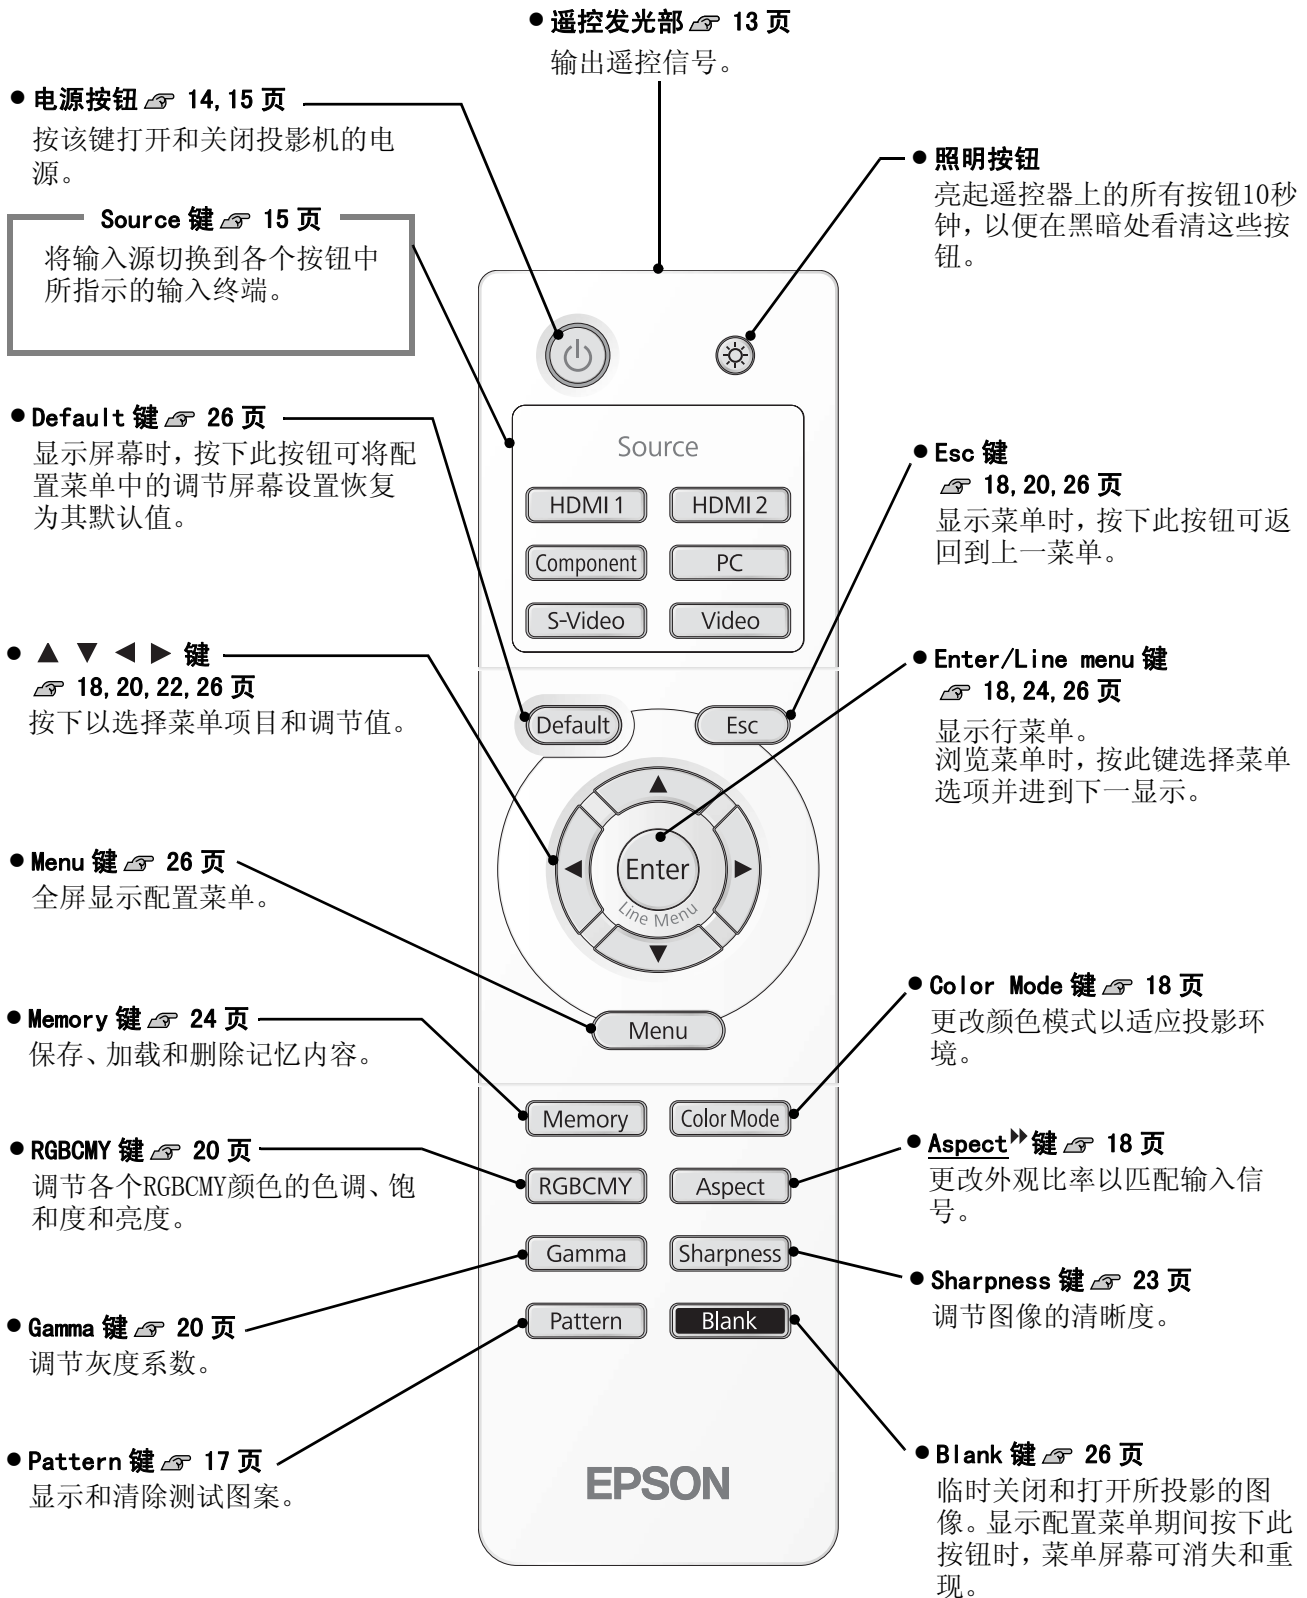 ●遥控发光部☞ 13 页
输出遥控信号。
●电源按钮☞ 14,15 页
按该键打开和关闭投影机的电
源。
Source 键☞ 15 页
将输入源切换到各个按钮中
所指示的输入终端。
●Default 键☞ 26 页
显示屏幕时,按下此按钮可将配
置菜单中的调节屏幕设置恢复
为其默认值。
● ▲ ▼ ◀ ▶ 键
☞ 18,20,22,26 页
按下以选择菜单项目和调节值。
●Menu 键☞ 26 页
全屏显示配置菜单。
●Memory 键☞ 24 页
保存、加载和删除记忆内容。
●RGBCMY 键☞ 20 页
调节各个RGBCMY颜色的色调、饱
和度和亮度。
●Gamma 键☞ 20 页
调节灰度系数。
●Pattern 键☞ 17 页
显示和清除测试图案。
Source
HDMI 1 HDMI 2
Component PC
S-Video Video
Default Esc
▲
◀ Enter ▶
Line Menu
▼
Menu
Memory Color Mode
RGBCMY Aspect
Gamma Sharpness
Pattern Blank
EPSON
●照明按钮
亮起遥控器上的所有按钮10秒
钟,以便在黑暗处看清这些按
钮。
●Esc 键
☞ 18,20,26 页
显示菜单时,按下此按钮可返
回到上一菜单。
●Enter/Line menu 键
☞ 18,24,26 页
显示行菜单。
浏览菜单时,按此键选择菜单
选项并进到下一显示。
●Color Mode 键☞ 18 页
更改颜色模式以适应投影环
境。
●Aspect▶▶键☞ 18 页
更改外观比率以匹配输入信
号。
●Sharpness 键☞ 23 页
调节图像的清晰度。
●Blank 键☞ 26 页
临时关闭和打开所投影的图
像。显示配置菜单期间按下此
按钮时,菜单屏幕可消失和重
现。